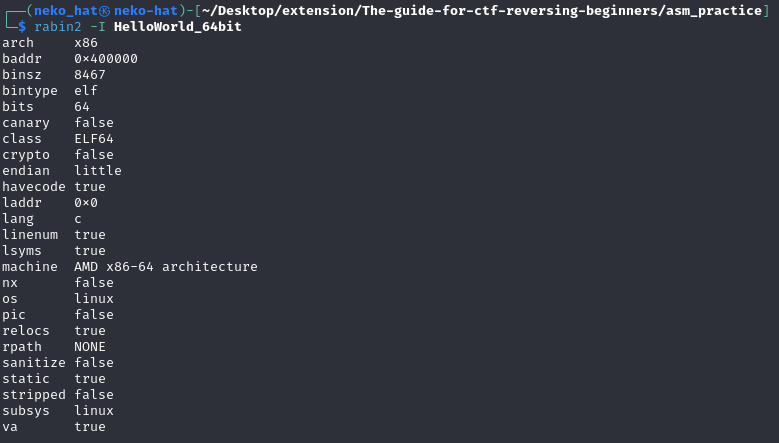 ┌──(neko_hat㉿neko-hat)-[~/Desktop/extension/The-guide-for-ctf-reversing-beginners/asm_practice]
└─$ rabin2 -I HelloWorld_64bit
arch     x86
baddr    0x400000
binsz    8467
bintype  elf
bits     64
canary   false
class    ELF64
crypto   false
endian   little
havecode true
laddr    0x0
lang     c
linenum  true
lsyms    true
machine  AMD x86-64 architecture
nx       false
os       linux
pic      false
relocs   true
rpath    NONE
sanitize false
static   true
stripped false
subsys   linux
va       true